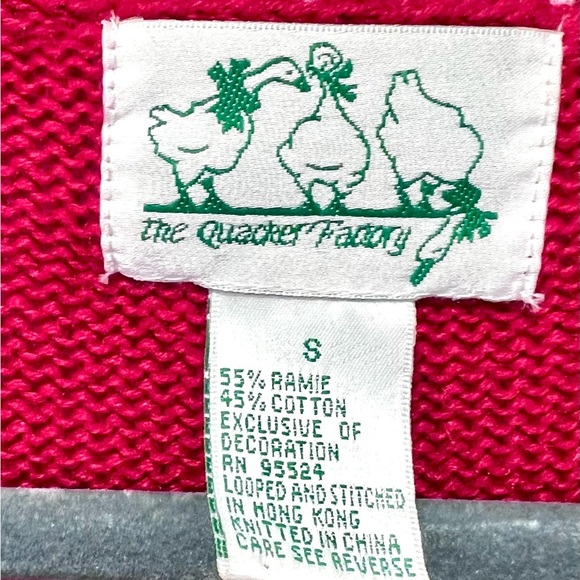 the Quacker Factory
S
55% RAMIE
45% COTTON
EXCLUSIVE OF
DECORATION
RN 95524
LOOPED AND STITCHED
IN HONG KONG
KNITTED IN CHINA
CARE SEE REVERSE